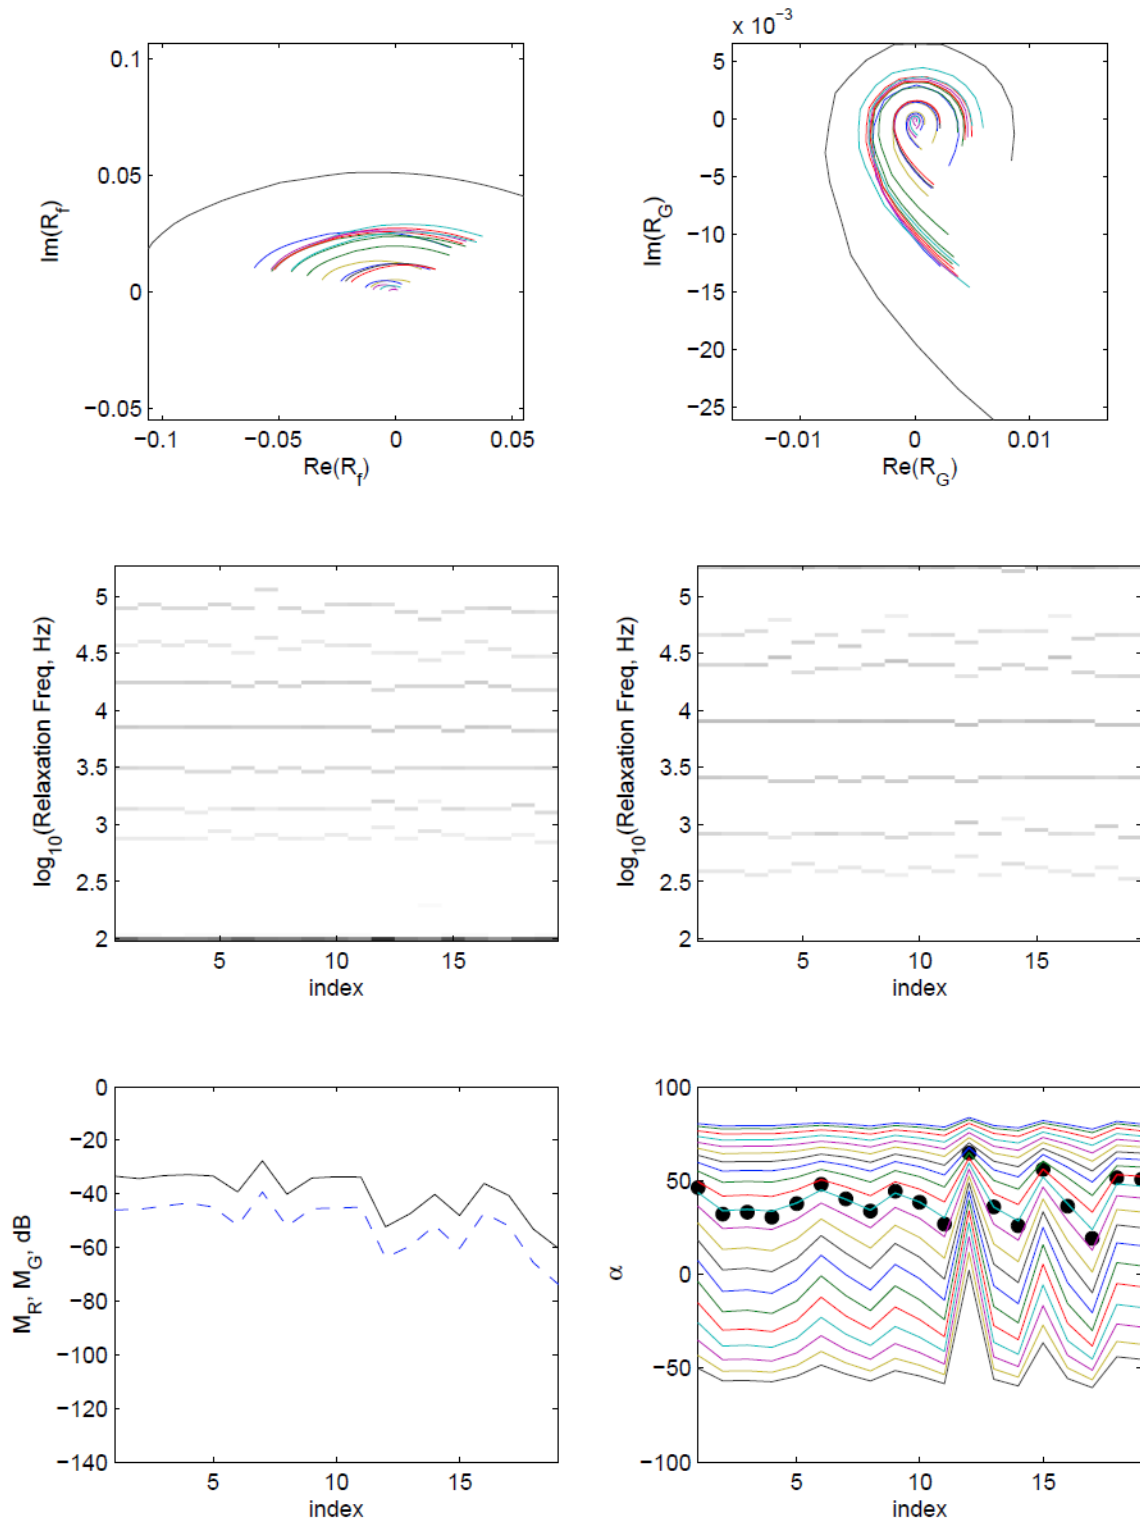 0.1
0.05
0
−0.05
Im(R_f)
−0.1 −0.05 0 0.05
Re(R_f)
x 10^−3
5
0
−5
−10
−15
−20
−25
Im(R_G)
−0.01 0 0.01
Re(R_G)
5
4.5
4
3.5
3
2.5
2
log_10(Relaxation Freq, Hz)
5 10 15
index
5
4.5
4
3.5
3
2.5
2
log_10(Relaxation Freq, Hz)
5 10 15
index
0
−20
−40
−60
−80
−100
−120
−140
M_R, M_G, dB
5 10 15
index
100
50
0
−50
−100
α
5 10 15
index